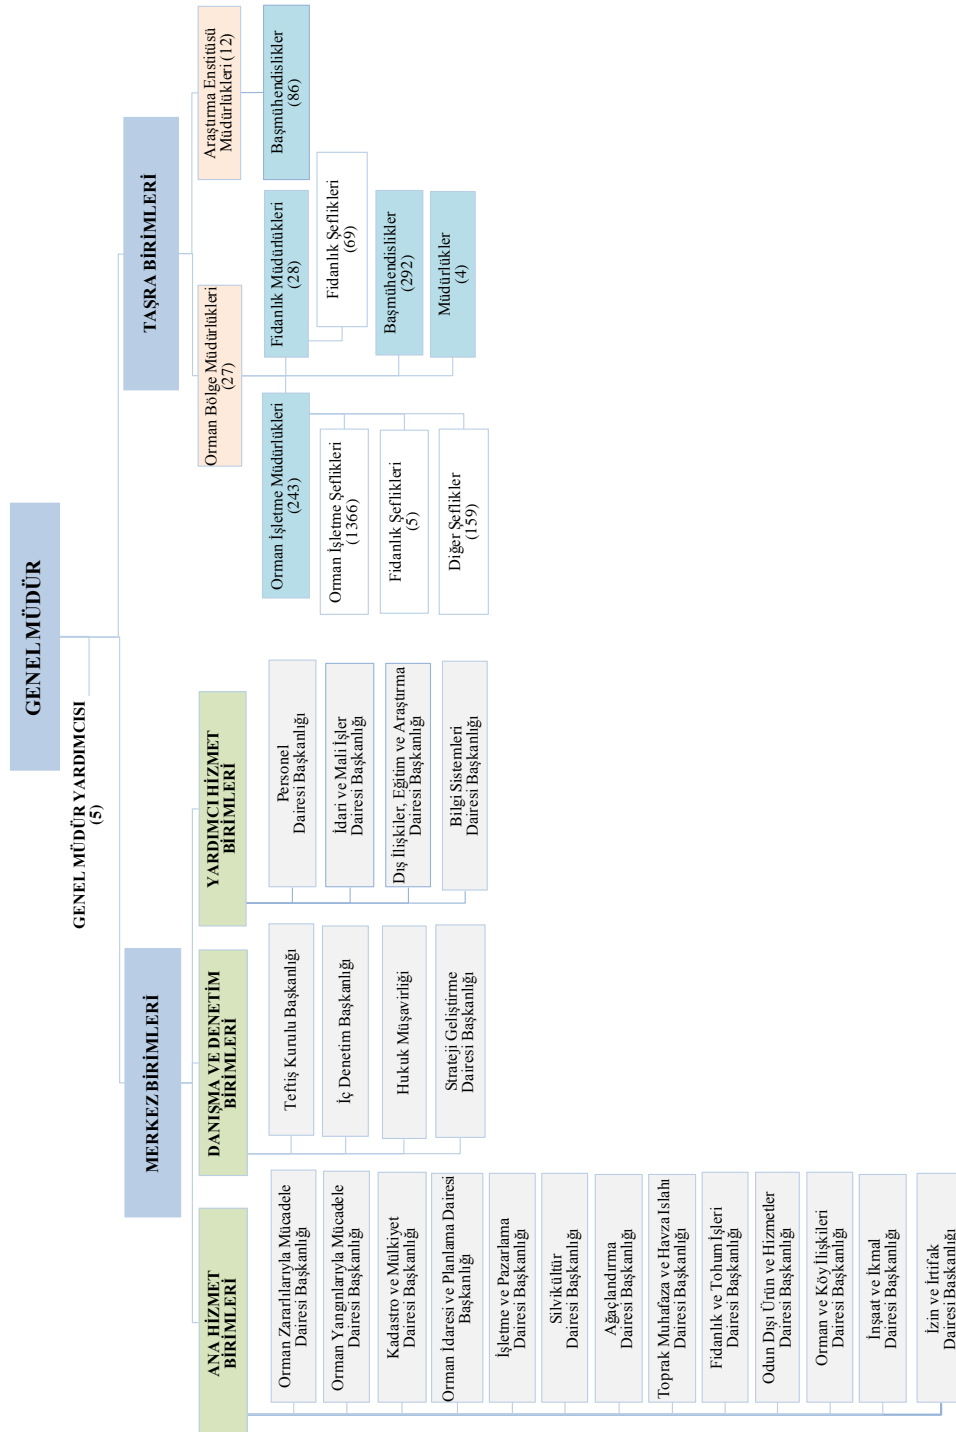 GENEL MÜDÜR
GENEL MÜDÜR YARDIMCISI
(5)
MERKEZ BİRİMLERİ
ANA HİZMET
BİRİMLERİ
Orman Zararlılarıyla Mücadele
Dairesi Başkanlığı
Orman Yangınlarıyla Mücadele
Dairesi Başkanlığı
Kadastro ve Mülkiyet
Dairesi Başkanlığı
Orman İdaresi ve Planlama Dairesi
Başkanlığı
İşletme ve Pazarlama
Dairesi Başkanlığı
Silvikültür
Dairesi Başkanlığı
Ağaçlandırma
Dairesi Başkanlığı
Toprak Muhafaza ve Havza Islahı
Dairesi Başkanlığı
Fidanlık ve Tohum İşleri
Dairesi Başkanlığı
Odun Dışı Ürün ve Hizmetler
Dairesi Başkanlığı
Orman ve Köy İlişkileri
Dairesi Başkanlığı
İnşaat ve İkmal
Dairesi Başkanlığı
İzin ve İrtifak
Dairesi Başkanlığı
DANIŞMA VE DENETİM
BİRİMLERİ
Teftiş Kurulu Başkanlığı
İç Denetim Başkanlığı
Hukuk Müşavirliği
Strateji Geliştirme
Dairesi Başkanlığı
YARDIMCI HİZMET
BİRİMLERİ
Personel
Dairesi Başkanlığı
İdari ve Mali İşler
Dairesi Başkanlığı
Dış İlişkiler, Eğitim ve Araştırma
Dairesi Başkanlığı
Bilgi Sistemleri
Dairesi Başkanlığı
TAŞRA BİRİMLERİ
Orman Bölge Müdürlükleri
(27)
Orman İşletme Müdürlükleri
(243)
Orman İşletme Şeflikleri
(1366)
Fidanlık Şeflikleri
(5)
Diğer Şeflikler
(159)
Fidanlık Müdürlükleri
(28)
Fidanlık Şeflikleri
(69)
Başmühendislikler
(292)
Müdürlükler
(4)
Araştırma Enstitüsü
Müdürlükleri (12)
Başmühendislikler
(86)